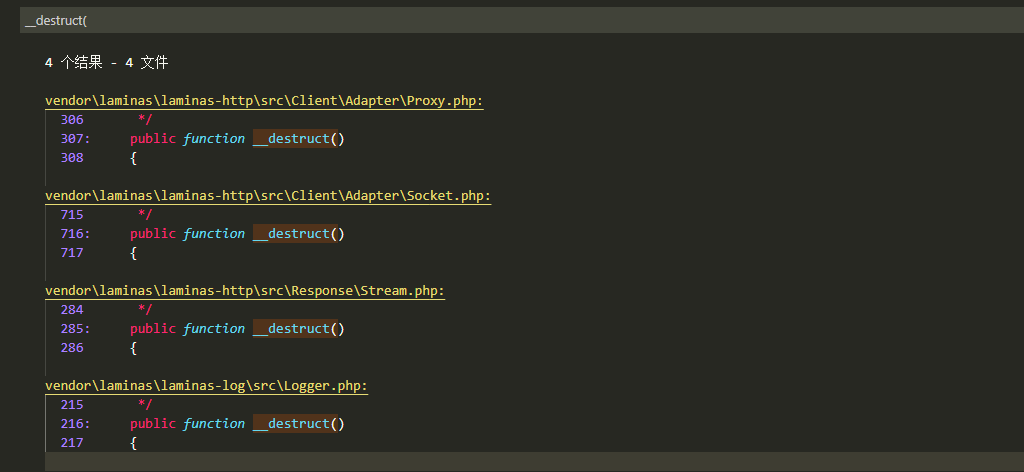 __destruct(
4 个结果 - 4 文件
vendor\laminas\laminas-http\src\Client\Adapter\Proxy.php:
306 */
307: public function __destruct()
308 {
vendor\laminas\laminas-http\src\Client\Adapter\Socket.php:
715 */
716: public function __destruct()
717 {
vendor\laminas\laminas-http\src\Response\Stream.php:
284 */
285: public function __destruct()
286 {
vendor\laminas\laminas-log\src\Logger.php:
215 */
216: public function __destruct()
217 {